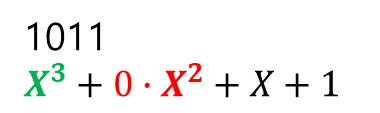 1011
X³ + 0 · X² + X + 1